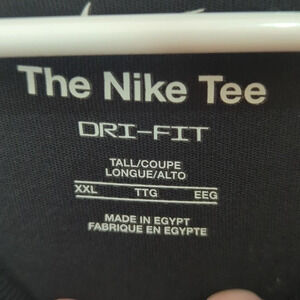 The Nike Tee
DRI-FIT
TALL/COUPE
LONGUE/ALTO
XXL TTG EEG
MADE IN EGYPT
FABRIQUE EN EGYPTE